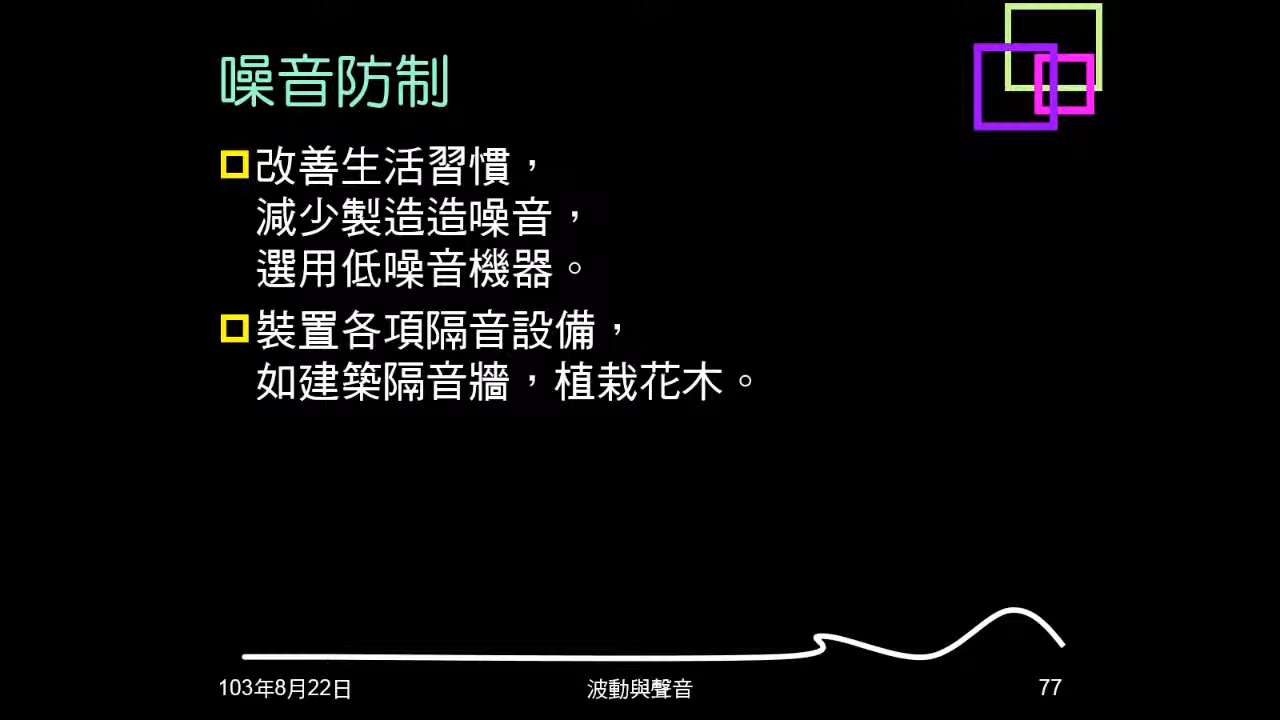 噪音防制
改善生活習慣，
減少製造造噪音，
選用低噪音機器。
裝置各項隔音設備，
如建築隔音牆，植栽花木。
103年8月22日
波動與聲音
77